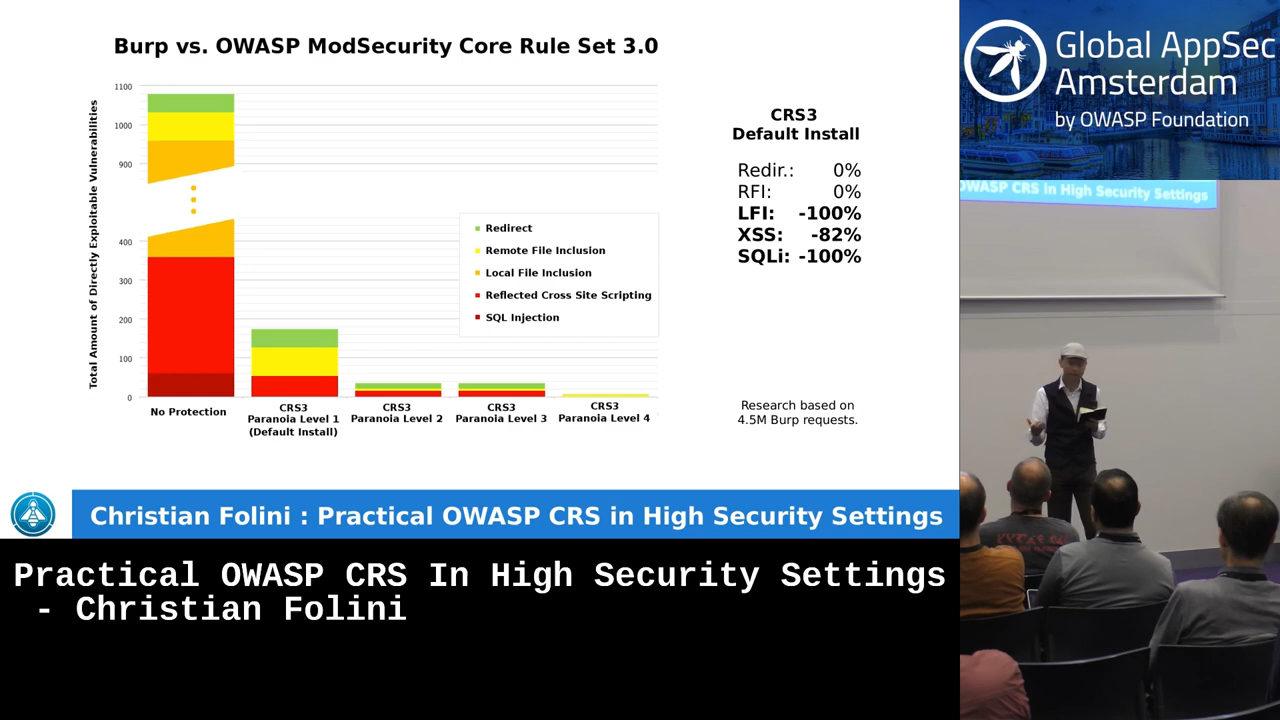 Burp vs. OWASP ModSecurity Core Rule Set 3.0
Total Amount of Directly Exploitable Vulnerabilities
1100
1000
900
400
300
200
100
0
Redirect
Remote File Inclusion
Local File Inclusion
Reflected Cross Site Scripting
SQL Injection
No Protection
CRS3
Paranoia Level 1
(Default Install)
CRS3
Paranoia Level 2
CRS3
Paranoia Level 3
CRS3
Paranoia Level 4
CRS3
Default Install
Redir.: 0%
RFI: 0%
LFI: -100%
XSS: -82%
SQLi: -100%
Research based on
4.5M Burp requests.
Christian Folini : Practical OWASP CRS in High Security Settings
Practical OWASP CRS In High Security Settings
- Christian Folini
Global AppSec
Amsterdam
by OWASP Foundation
OWASP CRS in High Security Settings